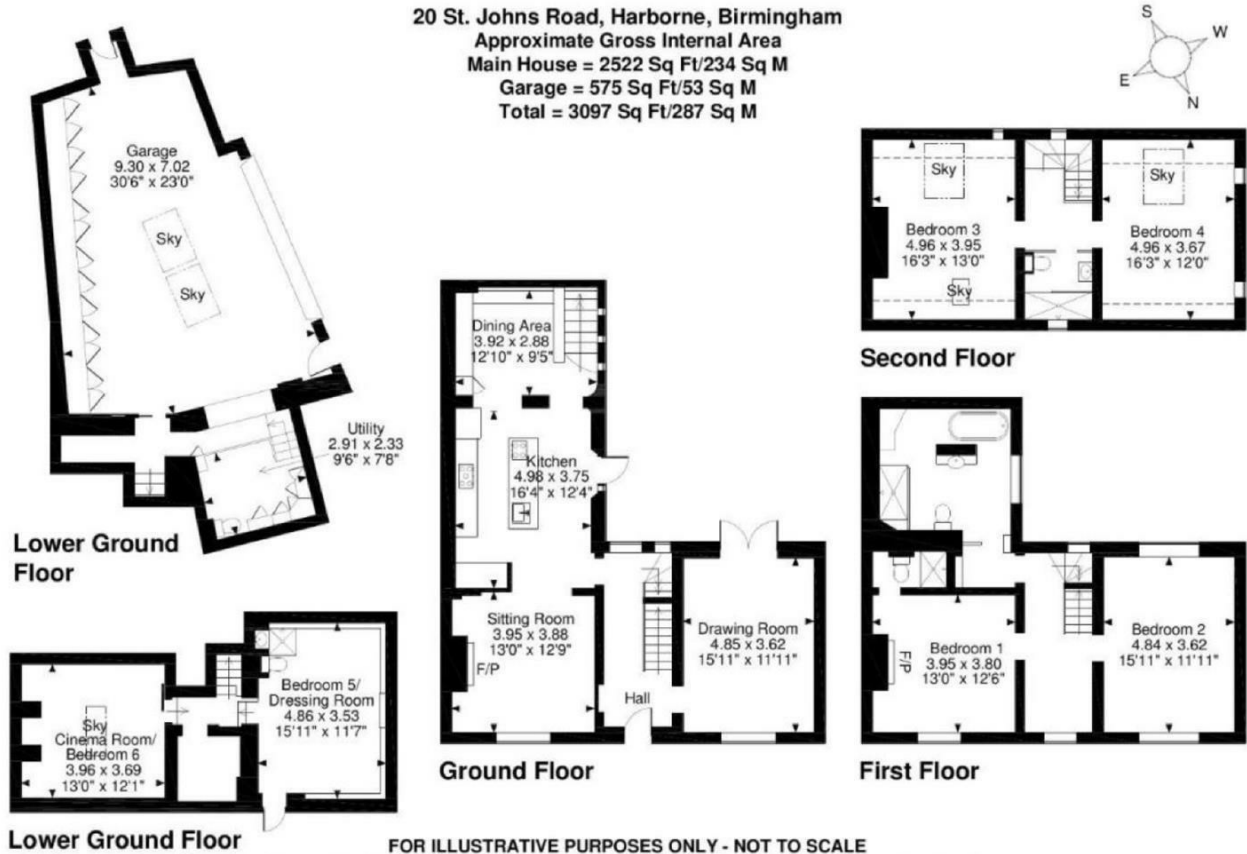 20 St. Johns Road, Harborne, Birmingham
Approximate Gross Internal Area
Main House = 2522 Sq Ft/234 Sq M
Garage = 575 Sq Ft/53 Sq M
Total = 3097 Sq Ft/287 Sq M
S
W
E
N
Garage
9.30 x 7.02
30'6" x 23'0"
Sky
Sky
Utility
2.91 x 2.33
9'6" x 7'8"
Lower Ground
Floor
Sky
Cinema Room/
Bedroom 6
3.96 x 3.69
13'0" x 12'1"
Bedroom 5/
Dressing Room
4.86 x 3.53
15'11" x 11'7"
Lower Ground Floor
Dining Area
3.92 x 2.88
12'10" x 9'5"
Kitchen
4.98 x 3.75
16'4" x 12'4"
Sitting Room
3.95 x 3.88
13'0" x 12'9"
F/P
Hall
Drawing Room
4.85 x 3.62
15'11" x 11'11"
Ground Floor
Sky
Bedroom 3
4.96 x 3.95
16'3" x 13'0"
Sky
Sky
Bedroom 4
4.96 x 3.67
16'3" x 12'0"
Second Floor
Bedroom 1
3.95 x 3.80
13'0" x 12'6"
F/P
Bedroom 2
4.84 x 3.62
15'11" x 11'11"
First Floor
FOR ILLUSTRATIVE PURPOSES ONLY - NOT TO SCALE